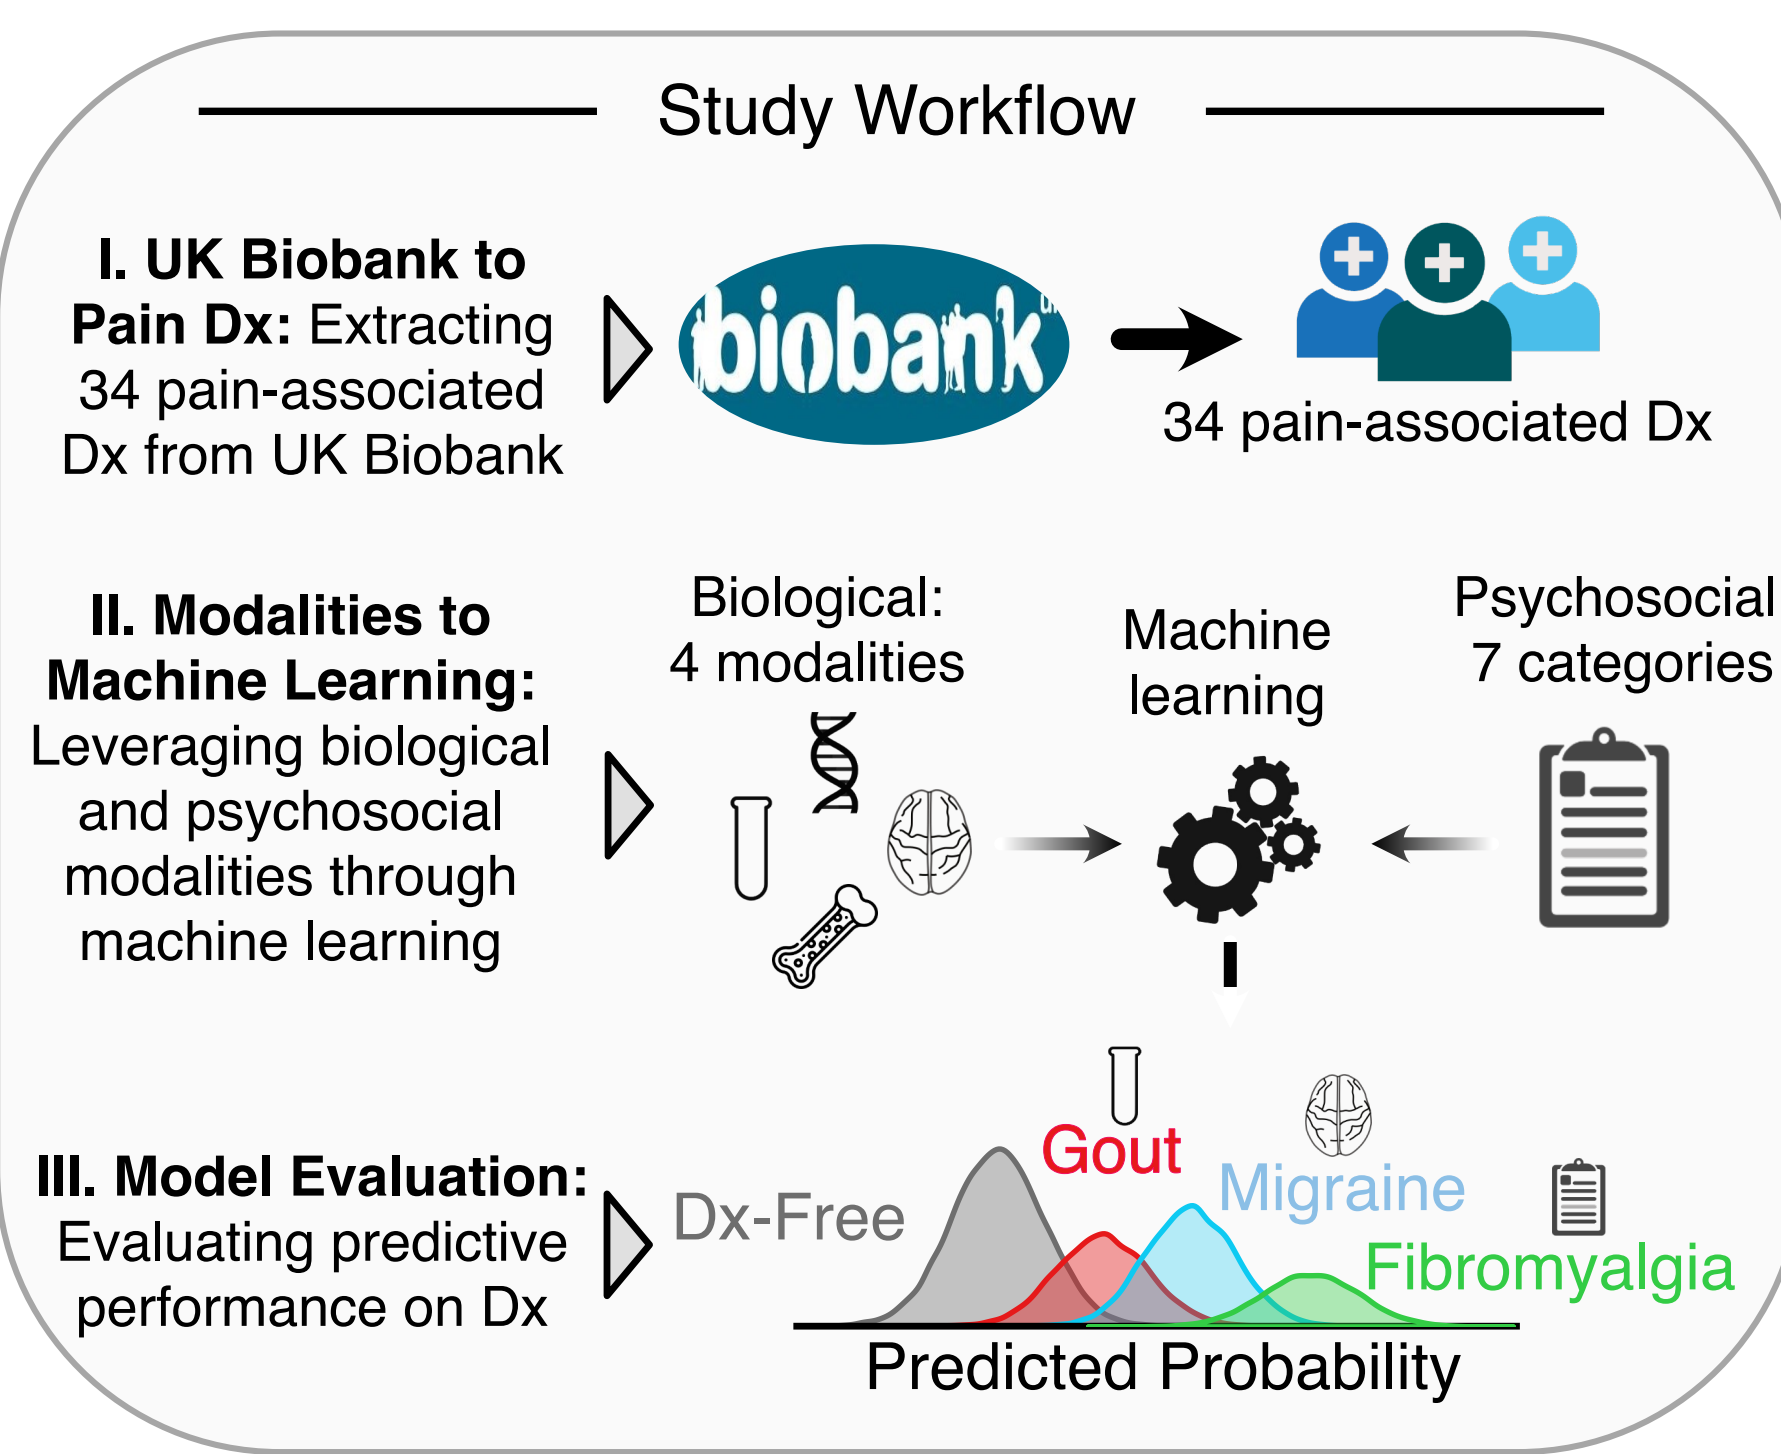 Study Workflow
I. UK Biobank to
Pain Dx: Extracting
34 pain-associated
Dx from UK Biobank
biobank
34 pain-associated Dx
II. Modalities to
Machine Learning:
Leveraging biological
and psychosocial
modalities through
machine learning
Biological:
4 modalities
Machine
learning
Psychosocial
7 categories
III. Model Evaluation:
Evaluating predictive
performance on Dx
Dx-Free
Gout
Migraine
Fibromyalgia
Predicted Probability